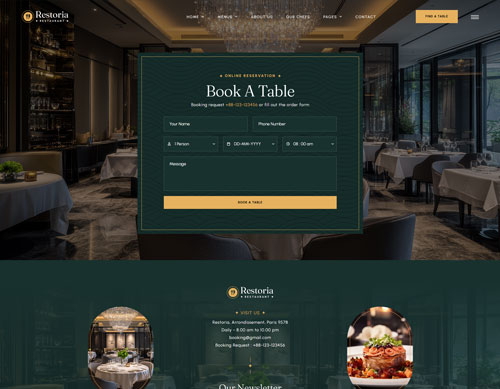 Restoria
RESTAURANT
HOME
MENUS
ABOUT US
OUR CHEFS
PAGES
CONTACT
FIND A TABLE
ONLINE RESERVATION
Book A Table
Booking request +88-123-123456 or fill out the order form
Your Name
Phone Number
1 Person
DD-MM-YYYY
08 : 00 am
Message
BOOK A TABLE
Restoria
RESTAURANT
VISIT US
Restoria, Arrondissement, Paris 9578
Daily - 8.00 am to 10.00 pm
booking@gmail.com
Booking Request : +88-123-123456
Our Newsletter